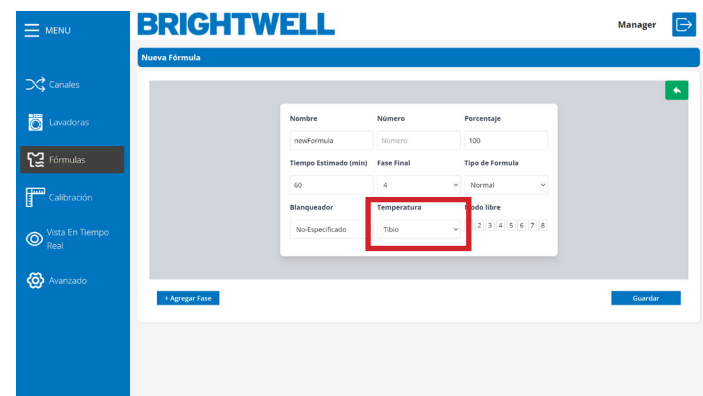 MENU
BRIGHTWELL
Manager
Nueva Fórmula
Canales
Lavadoras
Fórmulas
Calibración
Vista En Tiempo
Real
Avanzado
Nombre Número Porcentaje
newFormula Número 100
Tiempo Estimado (min) Fase Final Tipo de Formula
60 4 Normal
Blanqueador Temperatura odo libre
No-Especificado Tibio 2 3 4 5 6 7 8
+ Agregar Fase
Guardar